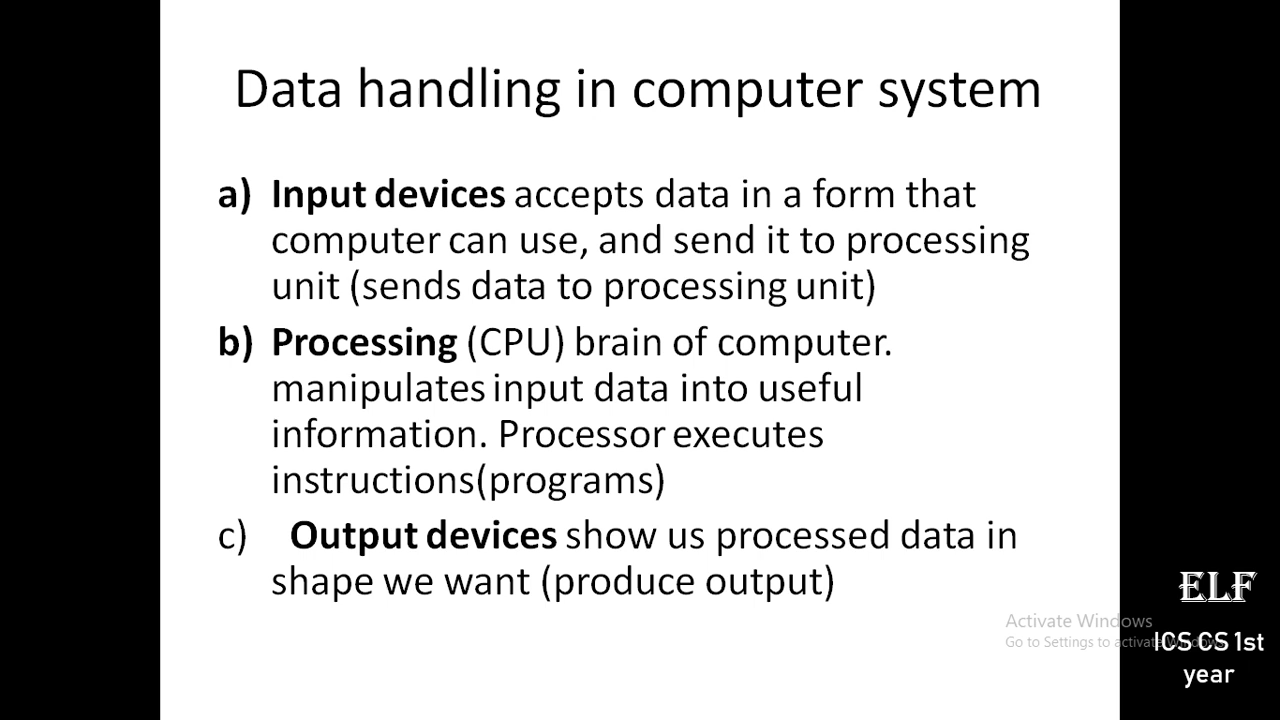 Data handling in computer system
a) Input devices accepts data in a form that
computer can use, and send it to processing
unit (sends data to processing unit)
b) Processing (CPU) brain of computer.
manipulates input data into useful
information. Processor executes
instructions(programs)
c) Output devices show us processed data in
shape we want (produce output)
ELF
Activate Windows
Go to Settings to activate Windows.
ICS CS 1st
year